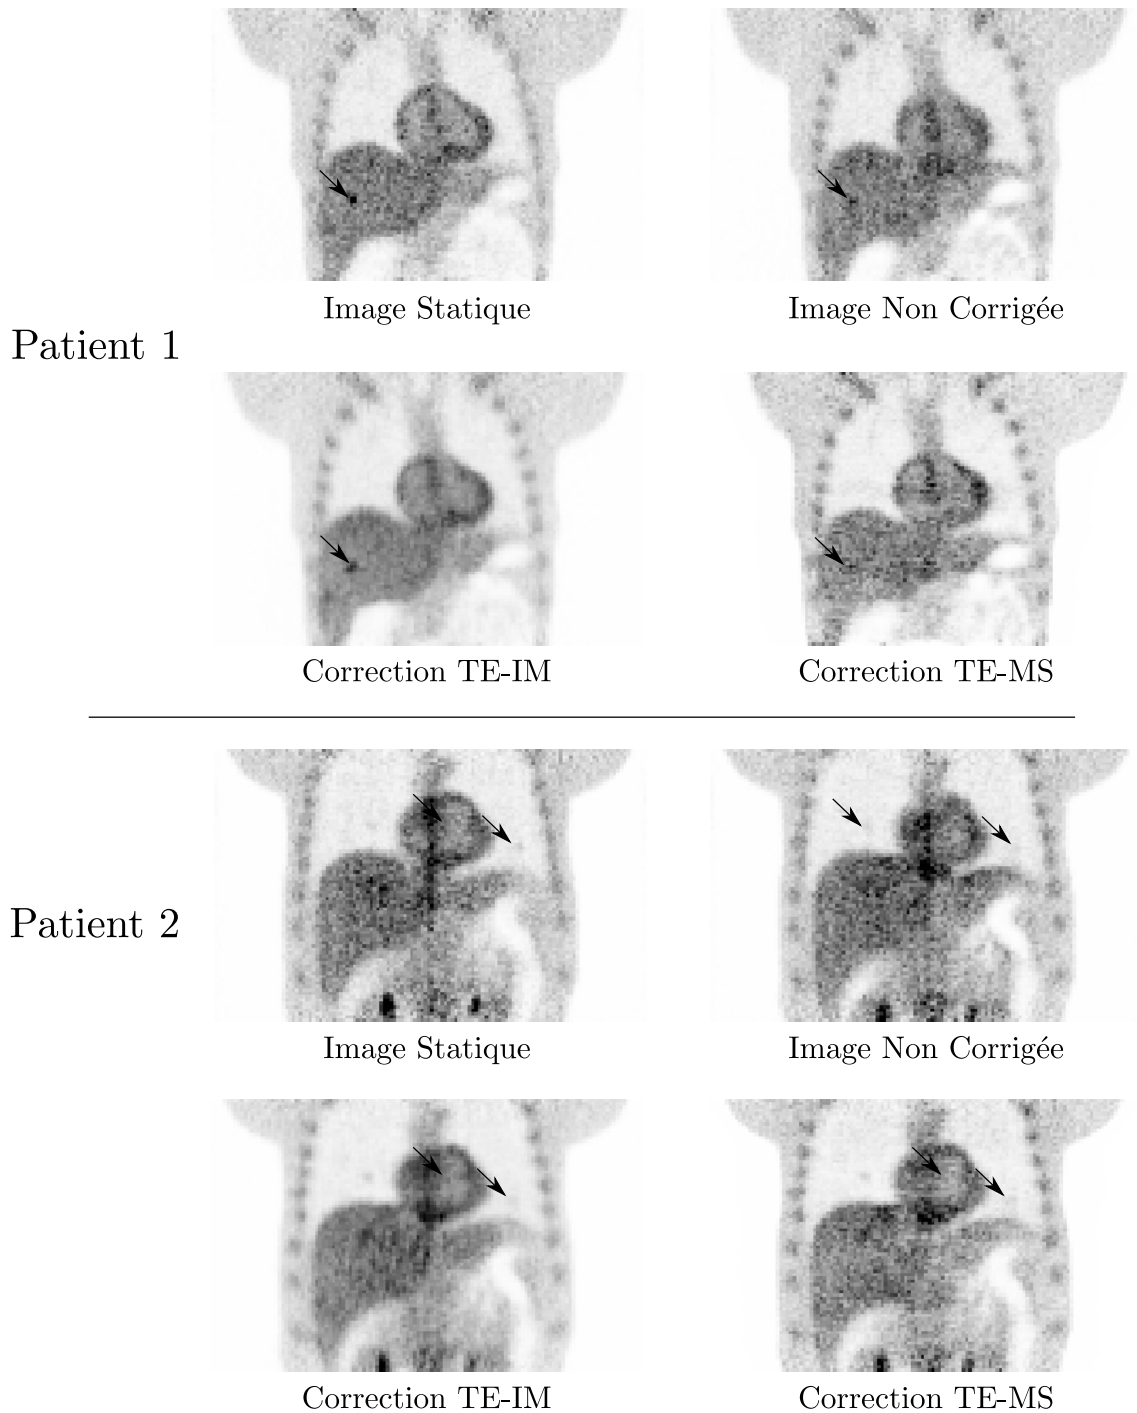 Image Statique
Image Non Corrigée
Patient 1
Correction TE-IM
Correction TE-MS
Image Statique
Image Non Corrigée
Patient 2
Correction TE-IM
Correction TE-MS